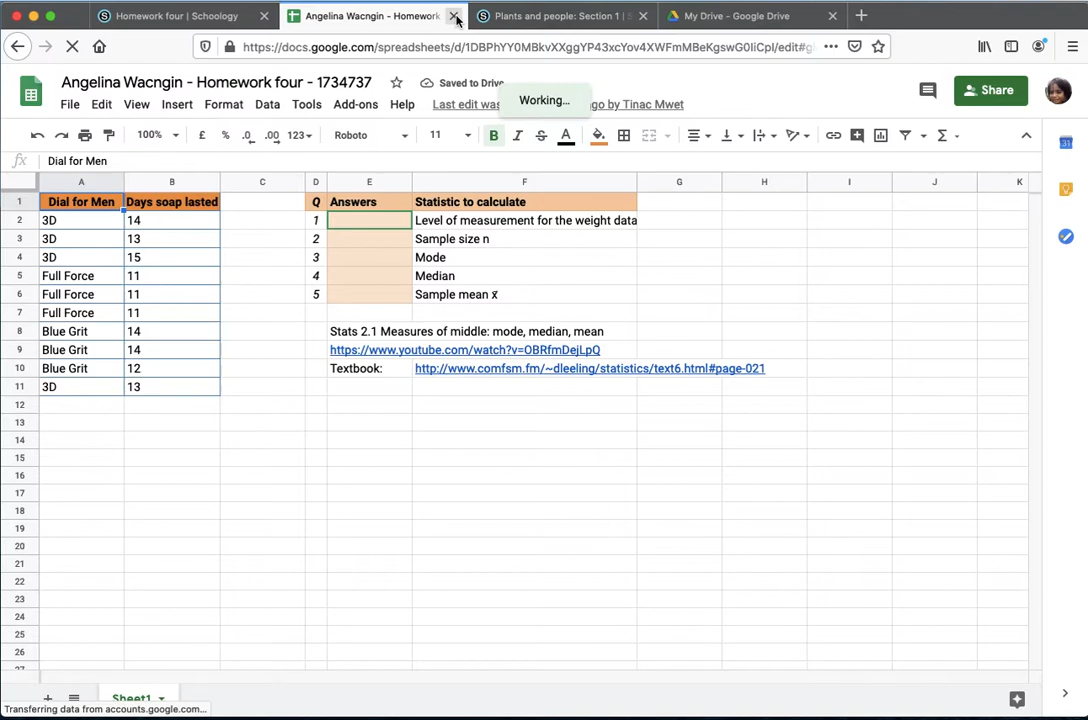 Homework four | Schoology
Angelina Wacngin - Homework
Plants and people: Section 1 |
My Drive - Google Drive
https://docs.google.com/spreadsheets/d/1DBPhYY0MBkvXXggYP43xcYov4XWFmMBeKgswG0IiCpI/edit#g
Angelina Wacngin - Homework four - 1734737
Saved to Drive
Share
File Edit View Insert Format Data Tools Add-ons Help
Last edit was
Working...
go by Tinac Mwet
100% £ % .0 .00 123 Roboto 11 B I S A
fx Dial for Men
A B C D E F G H I J K
1 Dial for Men Days soap lasted Q Answers Statistic to calculate
2 3D 14 1 Level of measurement for the weight data
3 3D 13 2 Sample size n
4 3D 15 3 Mode
5 Full Force 11 4 Median
6 Full Force 11 5 Sample mean x̄
7 Full Force 11
8 Blue Grit 14 Stats 2.1 Measures of middle: mode, median, mean
9 Blue Grit 14 https://www.youtube.com/watch?v=OBRfmDejLpQ
10 Blue Grit 12 Textbook: http://www.comfsm.fm/~dleeling/statistics/text6.html#page-021
11 3D 13
12
13
14
15
16
17
18
19
20
21
22
23
24
25
26
27
Sheet1
Transferring data from accounts.google.com...